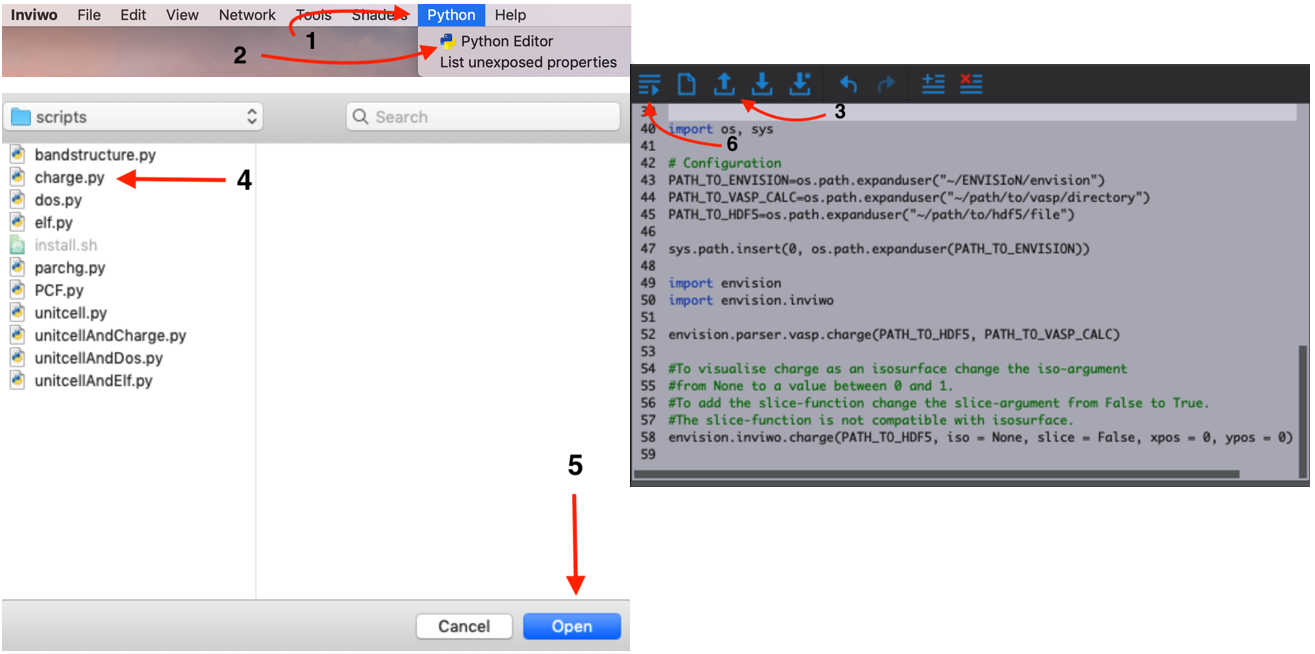 Inviwo File Edit View Network Tools Shaders Python Help
1
2
Python Editor
List unexposed properties
scripts
Search
bandstructure.py
charge.py
4
dos.py
elf.py
install.sh
parchg.py
PCF.py
unitcell.py
unitcellAndCharge.py
unitcellAndDos.py
unitcellAndElf.py
5
Cancel Open
3
6
39
40 import os, sys
41
42 # Configuration
43 PATH_TO_ENVISION=os.path.expanduser("~/ENVISIoN/envision")
44 PATH_TO_VASP_CALC=os.path.expanduser("~/path/to/vasp/directory")
45 PATH_TO_HDF5=os.path.expanduser("~/path/to/hdf5/file")
46
47 sys.path.insert(0, os.path.expanduser(PATH_TO_ENVISION))
48
49 import envision
50 import envision.inviwo
51
52 envision.parser.vasp.charge(PATH_TO_HDF5, PATH_TO_VASP_CALC)
53
54 #To visualise charge as an isosurface change the iso-argument
55 #from None to a value between 0 and 1.
56 #To add the slice-function change the slice-argument from False to True.
57 #The slice-function is not compatible with isosurface.
58 envision.inviwo.charge(PATH_TO_HDF5, iso = None, slice = False, xpos = 0, ypos = 0)
59